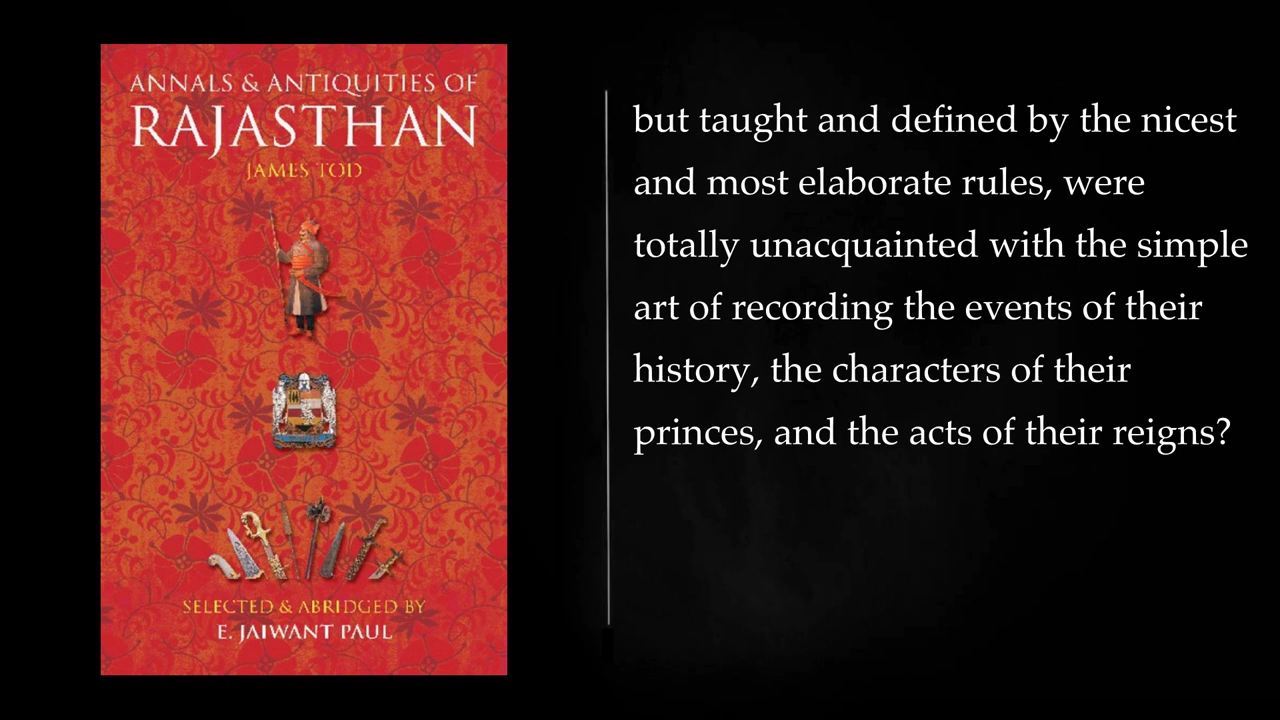 ANNALS & ANTIQUITIES OF
RAJASTHAN
JAMES TOD
SELECTED & ABRIDGED BY
E. JAIWANT PAUL
but taught and defined by the nicest
and most elaborate rules, were
totally unacquainted with the simple
art of recording the events of their
history, the characters of their
princes, and the acts of their reigns?